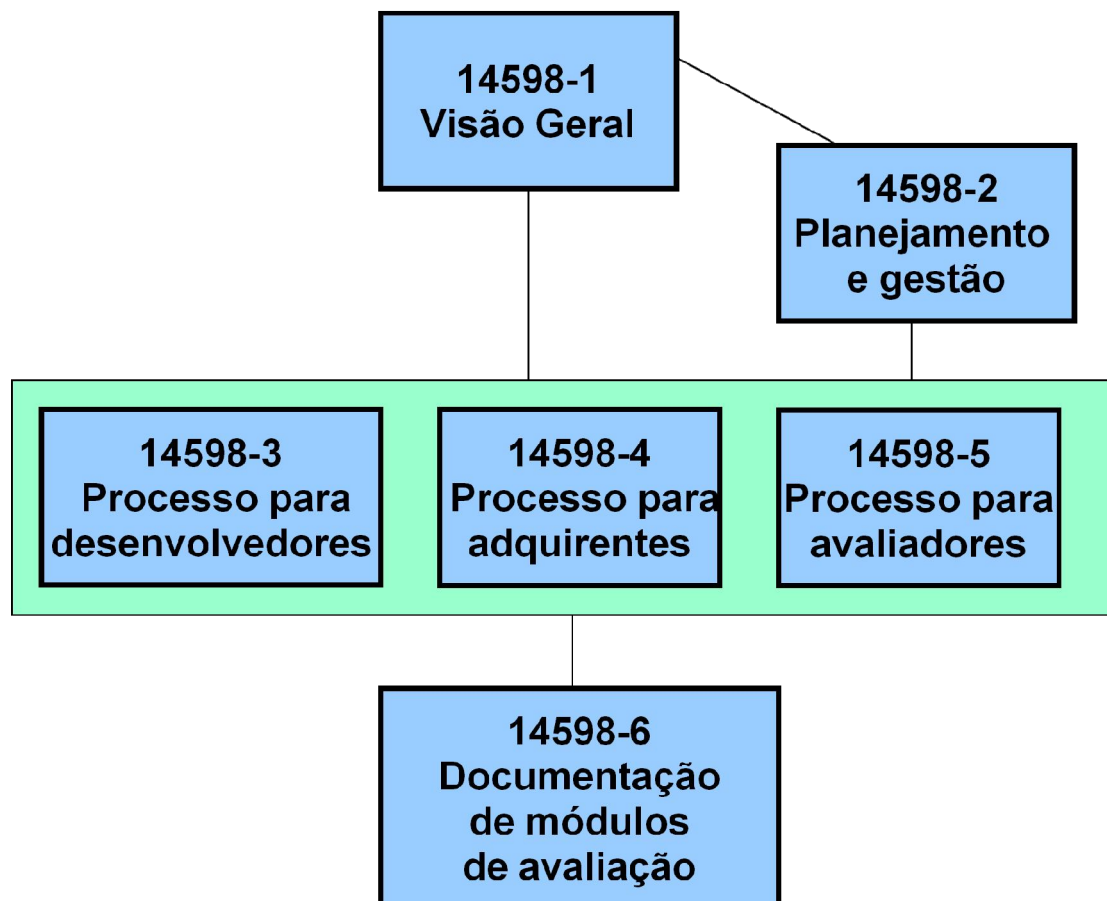 14598-1
Visão Geral
14598-2
Planejamento
e gestão
14598-3
Processo para
desenvolvedores
14598-4
Processo para
adquirentes
14598-5
Processo para
avaliadores
14598-6
Documentação
de módulos
de avaliação